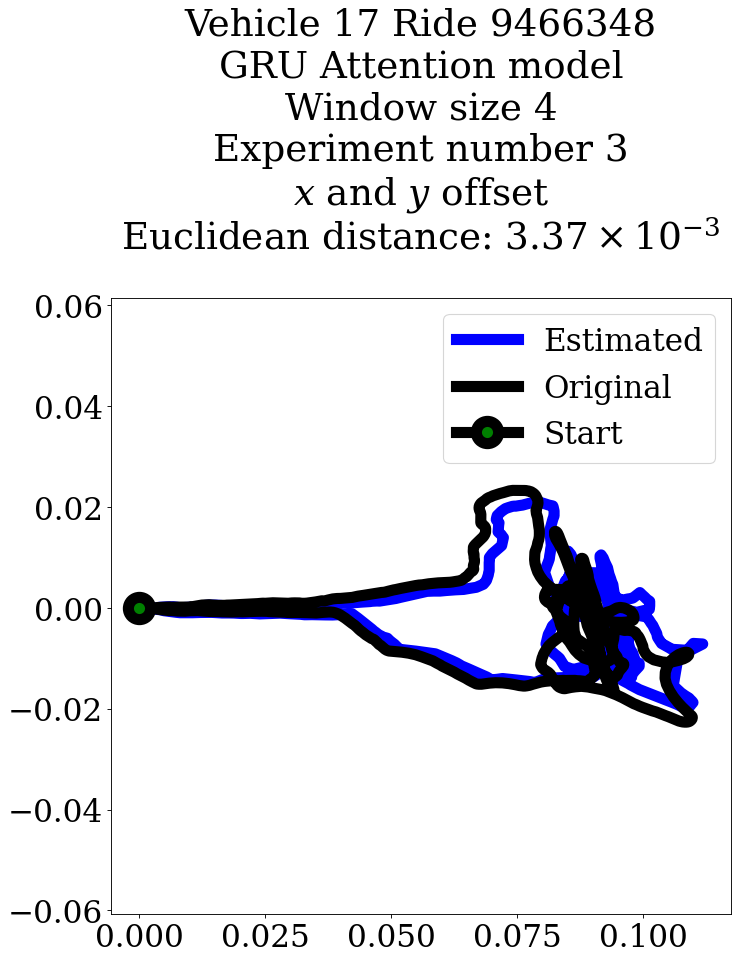 Vehicle 17 Ride 9466348
GRU Attention model
Window size 4
Experiment number 3
x and y offset
Euclidean distance: 3.37 × 10⁻³
0.06
Estimated
Original
Start
0.04
0.02
0.00
−0.02
−0.04
−0.06
0.000 0.025 0.050 0.075 0.100